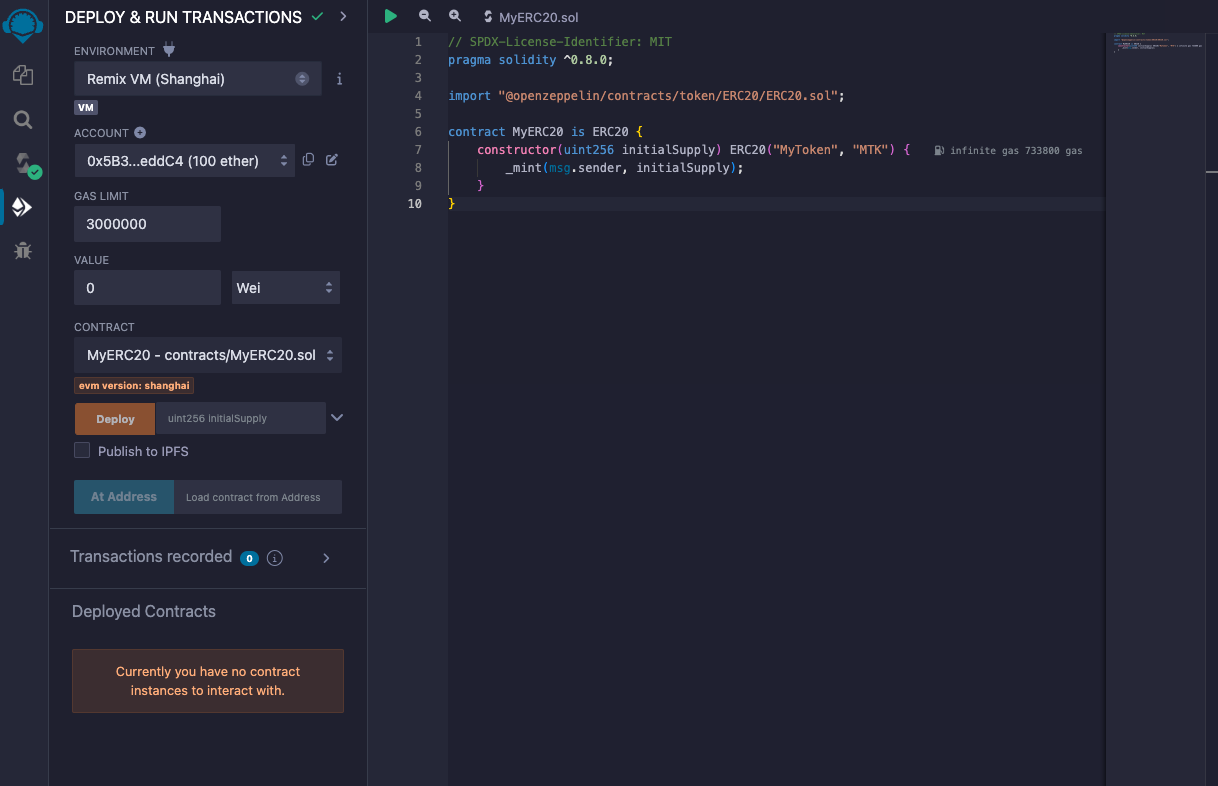 DEPLOY & RUN TRANSACTIONS
ENVIRONMENT
Remix VM (Shanghai)
VM
ACCOUNT
0x5B3...eddC4 (100 ether)
GAS LIMIT
3000000
VALUE
0
Wei
CONTRACT
MyERC20 - contracts/MyERC20.sol
evm version: shanghai
Deploy
uint256 initialSupply
Publish to IPFS
At Address
Load contract from Address
Transactions recorded 0 i
Deployed Contracts
Currently you have no contract
instances to interact with.
MyERC20.sol
1 // SPDX-License-Identifier: MIT
2 pragma solidity ^0.8.0;
3
4 import "@openzeppelin/contracts/token/ERC20/ERC20.sol";
5
6 contract MyERC20 is ERC20 {
7 constructor(uint256 initialSupply) ERC20("MyToken", "MTK") { infinite gas 733800 gas
8 _mint(msg.sender, initialSupply);
9 }
10 }